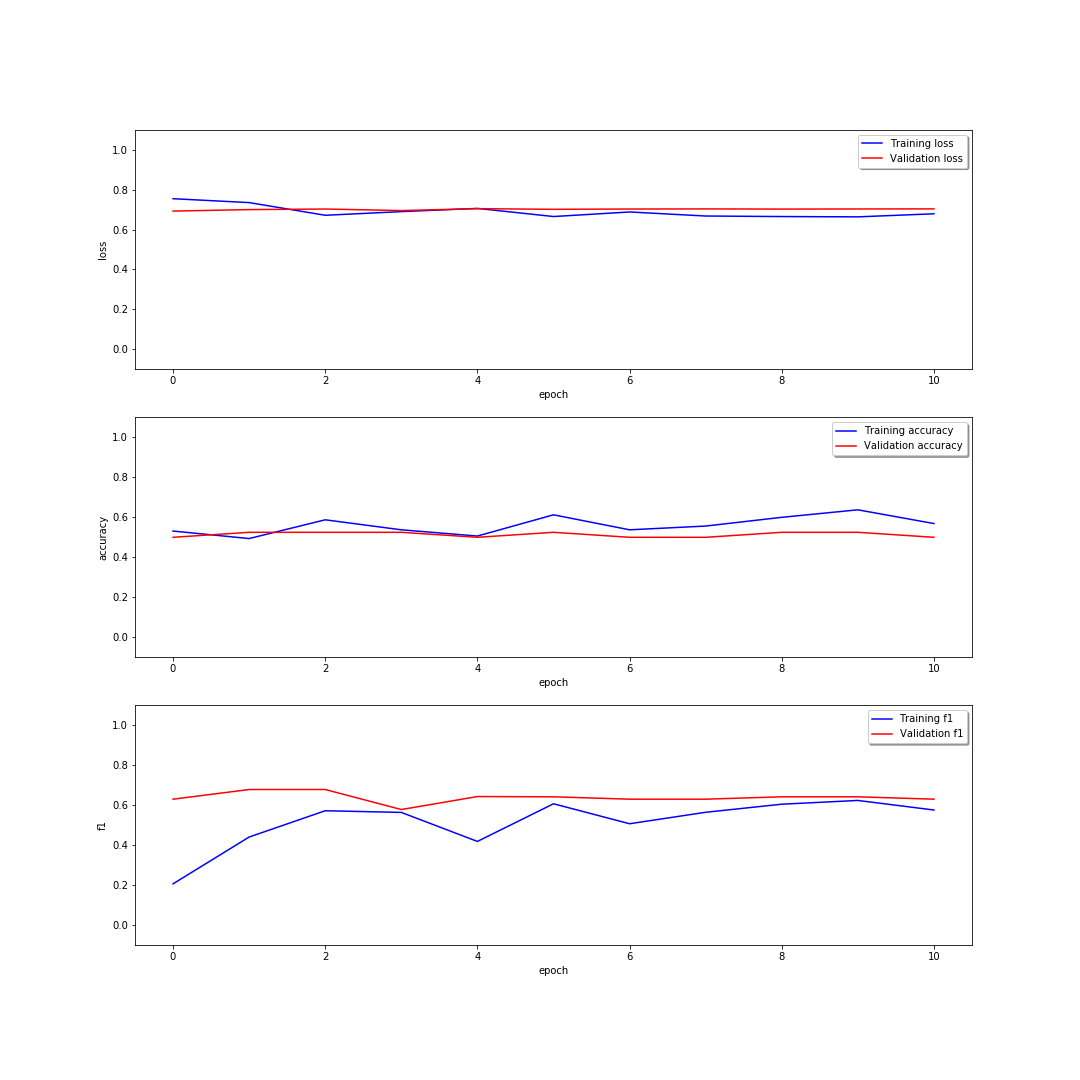 1.0
0.8
0.6
0.4
0.2
0.0
loss
Training loss
Validation loss
0 2 4 6 8 10
epoch
1.0
0.8
0.6
0.4
0.2
0.0
accuracy
Training accuracy
Validation accuracy
0 2 4 6 8 10
epoch
1.0
0.8
0.6
0.4
0.2
0.0
f1
Training f1
Validation f1
0 2 4 6 8 10
epoch